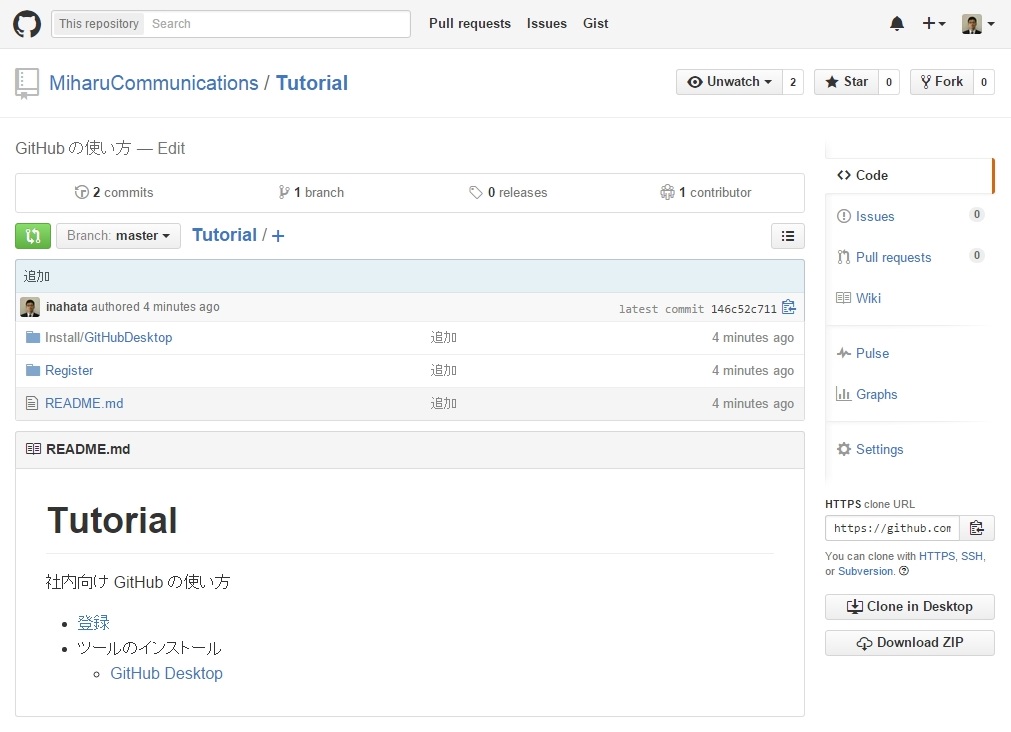 This repository Search Pull requests Issues Gist
MiharuCommunications / Tutorial Unwatch 2 Star 0 Fork 0
GitHub の使い方 — Edit
2 commits 1 branch 0 releases 1 contributor
Branch: master Tutorial / +
追加
inahata authored 4 minutes ago latest commit 146c52c711
Install/GitHubDesktop 追加 4 minutes ago
Register 追加 4 minutes ago
README.md 追加 4 minutes ago
README.md
Tutorial
社内向け GitHub の使い方
登録
ツールのインストール
GitHub Desktop
Code
Issues 0
Pull requests 0
Wiki
Pulse
Graphs
Settings
HTTPS clone URL
https://github.com
You can clone with HTTPS, SSH,
or Subversion.
Clone in Desktop
Download ZIP